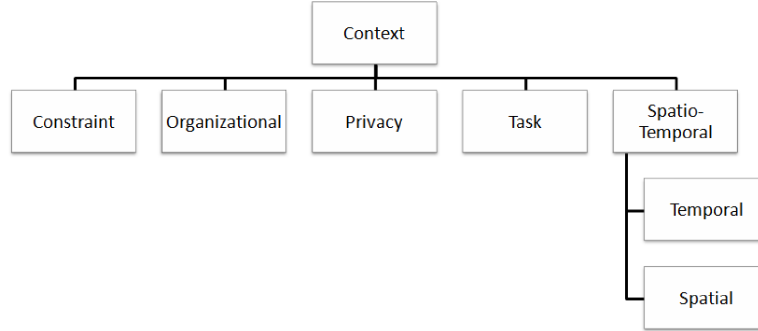 Context
Constraint
Organizational
Privacy
Task
Spatio-
Temporal
Temporal
Spatial